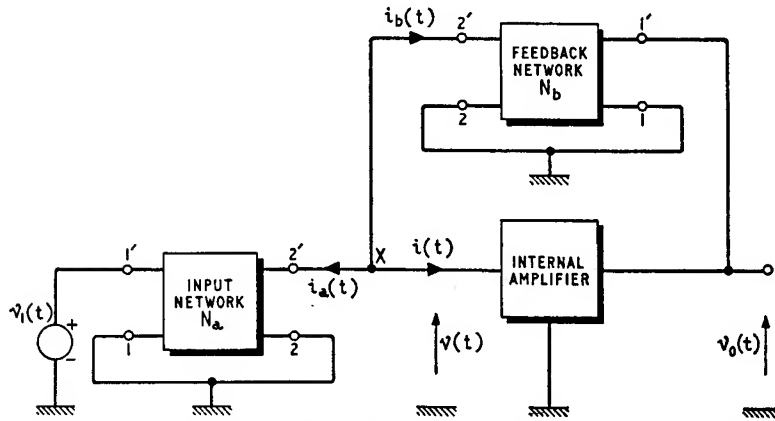 i_b(t)
2'
FEEDBACK
NETWORK
N_b
1'
2
1
1'
INPUT
NETWORK
N_a
2'
X
i(t)
i_a(t)
INTERNAL
AMPLIFIER
v_1(t)
+
-
1
2
v(t)
v_0(t)